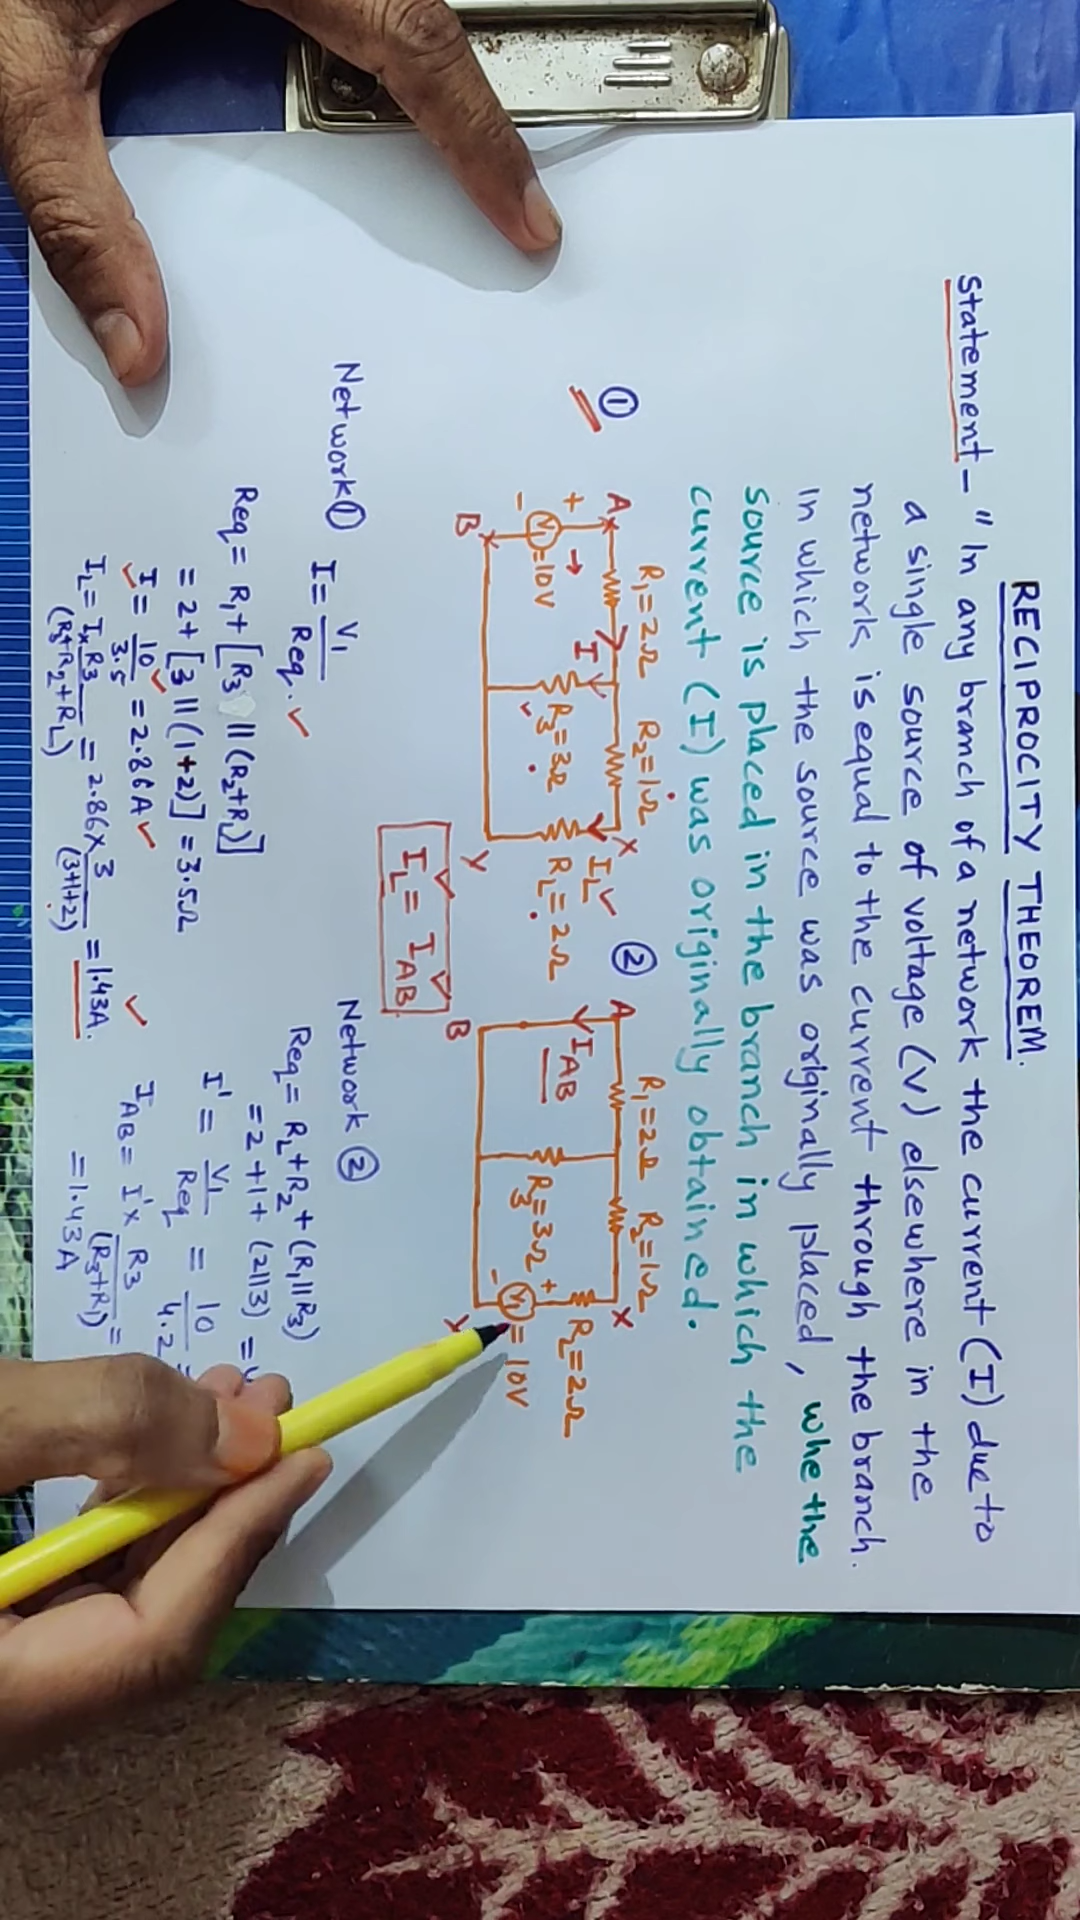 RECIPROCITY THEOREM.
Statement – " In any branch of a network the current (I) due to
a single source of voltage (V) elsewhere in the
network is equal to the current through the branch.
in which the source was originally placed, whe the
source is placed in the branch in which the
current (I) was originally obtained.
①
A
R1=2Ω
R2=1Ω
X
+
I
IL
V1=10V
R3=3Ω
RL=2Ω
-
B
Y
②
A
R1=2Ω
R2=1Ω
X
IAB
R3=3Ω
RL=2Ω
+
V1=10V
-
B
IL = IAB.
Network①
I = V1/Req.
Req = R1+[R3 || (R2+RL)]
= 2+[3||(1+2)] = 3.5Ω
I = 10/3.5 = 2.86A
IL = I× R3/(R3+R2+RL) = 2.86× 3/(3+1+2) = 1.43A.
Network②
Req = RL+R2+(R1||R3)
= 2+1+(2||3) =
I' = V1/Req = 10/4.2 =
IAB = I' × R3/(R3+R1) =
= 1.43A